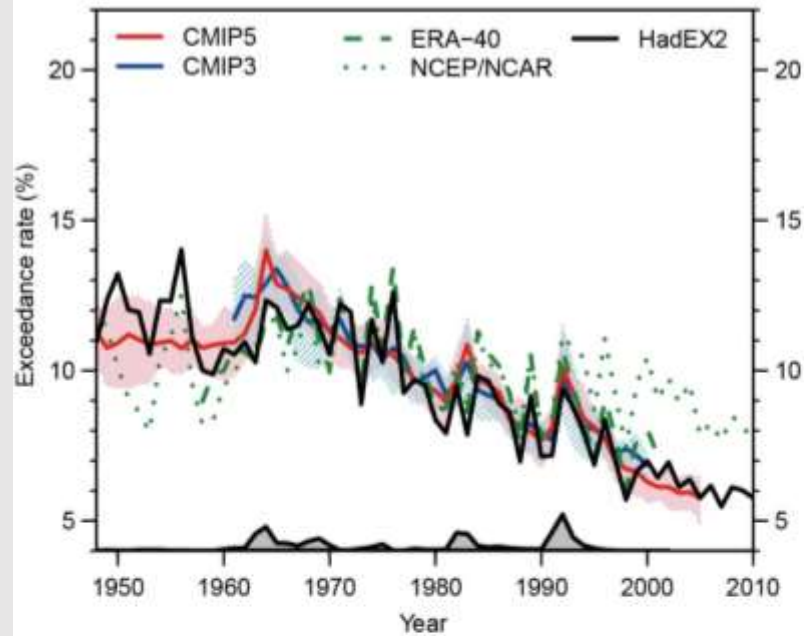 CMIP5 ERA−40 HadEX2
CMIP3 NCEP/NCAR
20 20
15 15
10 10
5 5
Exceedance rate (%)
1950 1960 1970 1980 1990 2000 2010
Year